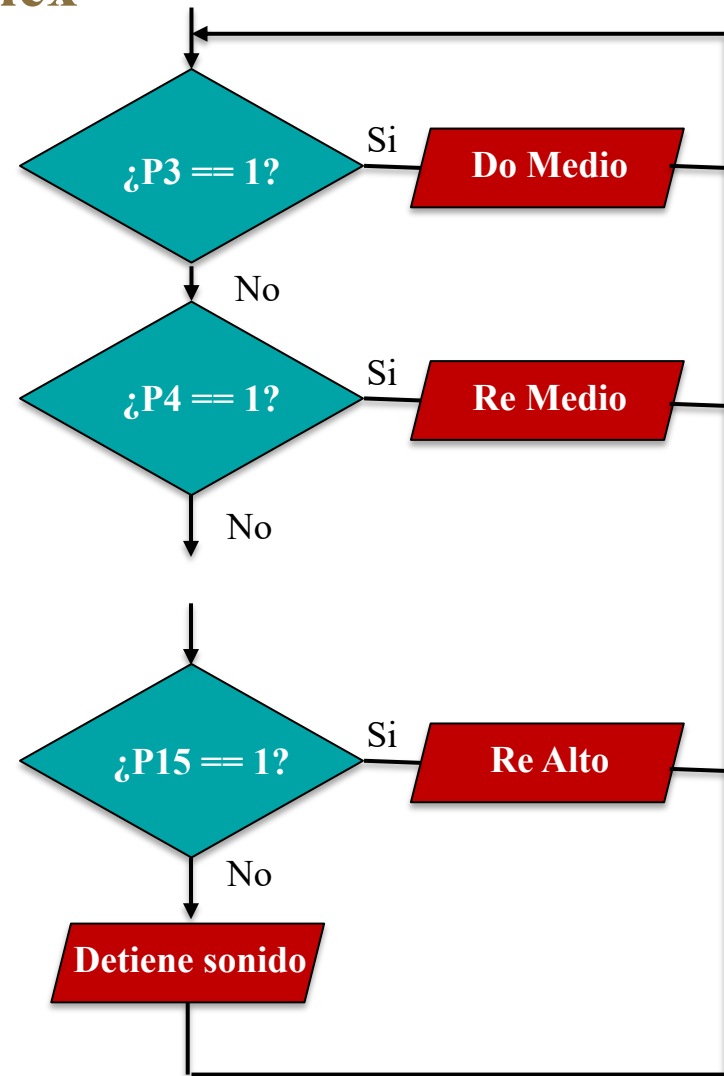 ¿P3 == 1?
Si
Do Medio
No
¿P4 == 1?
Si
Re Medio
No
¿P15 == 1?
Si
Re Alto
No
Detiene sonido